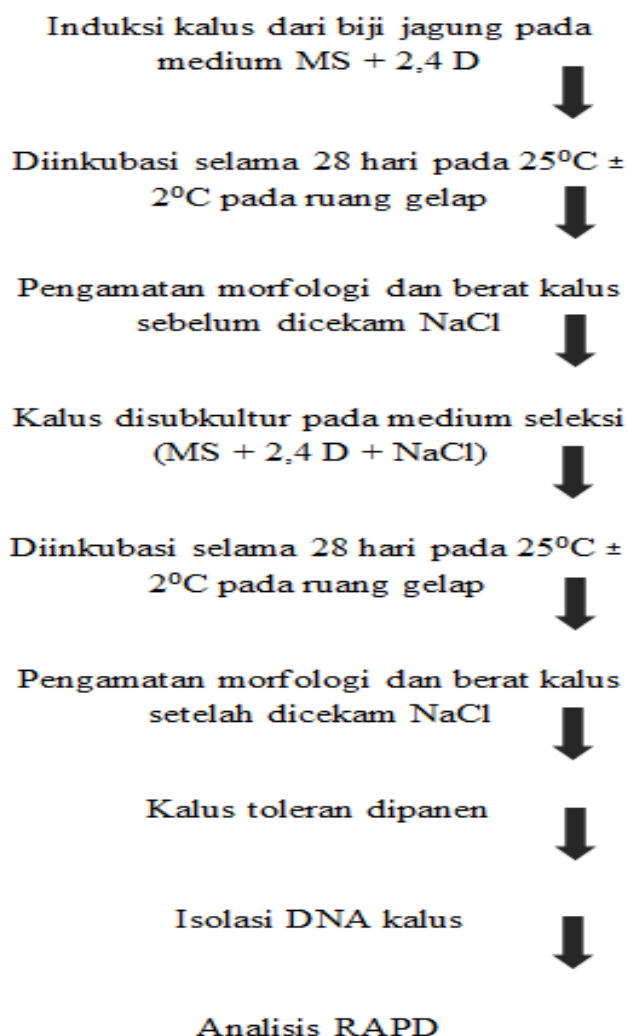 Induksi kalus dari biji jagung pada
medium MS + 2,4 D
Diinkubasi selama 28 hari pada 25⁰C ±
2⁰C pada ruang gelap
Pengamatan morfologi dan berat kalus
sebelum dicekam NaCl
Kalus disubkultur pada medium seleksi
(MS + 2,4 D + NaCl)
Diinkubasi selama 28 hari pada 25⁰C ±
2⁰C pada ruang gelap
Pengamatan morfologi dan berat kalus
setelah dicekam NaCl
Kalus toleran dipanen
Isolasi DNA kalus
Analisis RAPD